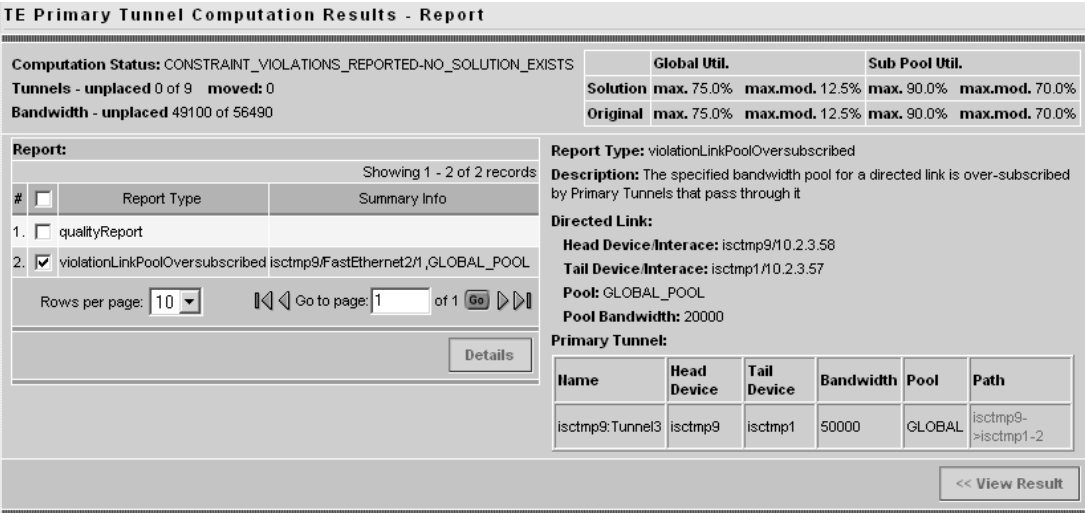 TE Primary Tunnel Computation Results - Report
Computation Status: CONSTRAINT_VIOLATIONS_REPORTED-NO_SOLUTION_EXISTS
Tunnels - unplaced 0 of 9 moved: 0
Bandwidth - unplaced 49100 of 56490
Global Util. Sub Pool Util.
Solution max. 75.0% max.mod. 12.5% max. 90.0% max.mod. 70.0%
Original max. 75.0% max.mod. 12.5% max. 90.0% max.mod. 70.0%
Report:
Showing 1 - 2 of 2 records
# Report Type Summary Info
1. qualityReport
2. violationLinkPoolOversubscribed isctmp9/FastEthernet2/1,GLOBAL_POOL
Rows per page: 10 Go to page: 1 of 1 Go
Details
Report Type: violationLinkPoolOversubscribed
Description: The specified bandwidth pool for a directed link is over-subscribed
by Primary Tunnels that pass through it
Directed Link:
Head Device/Interace: isctmp9/10.2.3.58
Tail Device/Interace: isctmp1/10.2.3.57
Pool: GLOBAL_POOL
Pool Bandwidth: 20000
Primary Tunnel:
Name Head Device Tail Device Bandwidth Pool Path
isctmp9:Tunnel3 isctmp9 isctmp1 50000 GLOBAL isctmp9-
>isctmp1-2
<< View Result